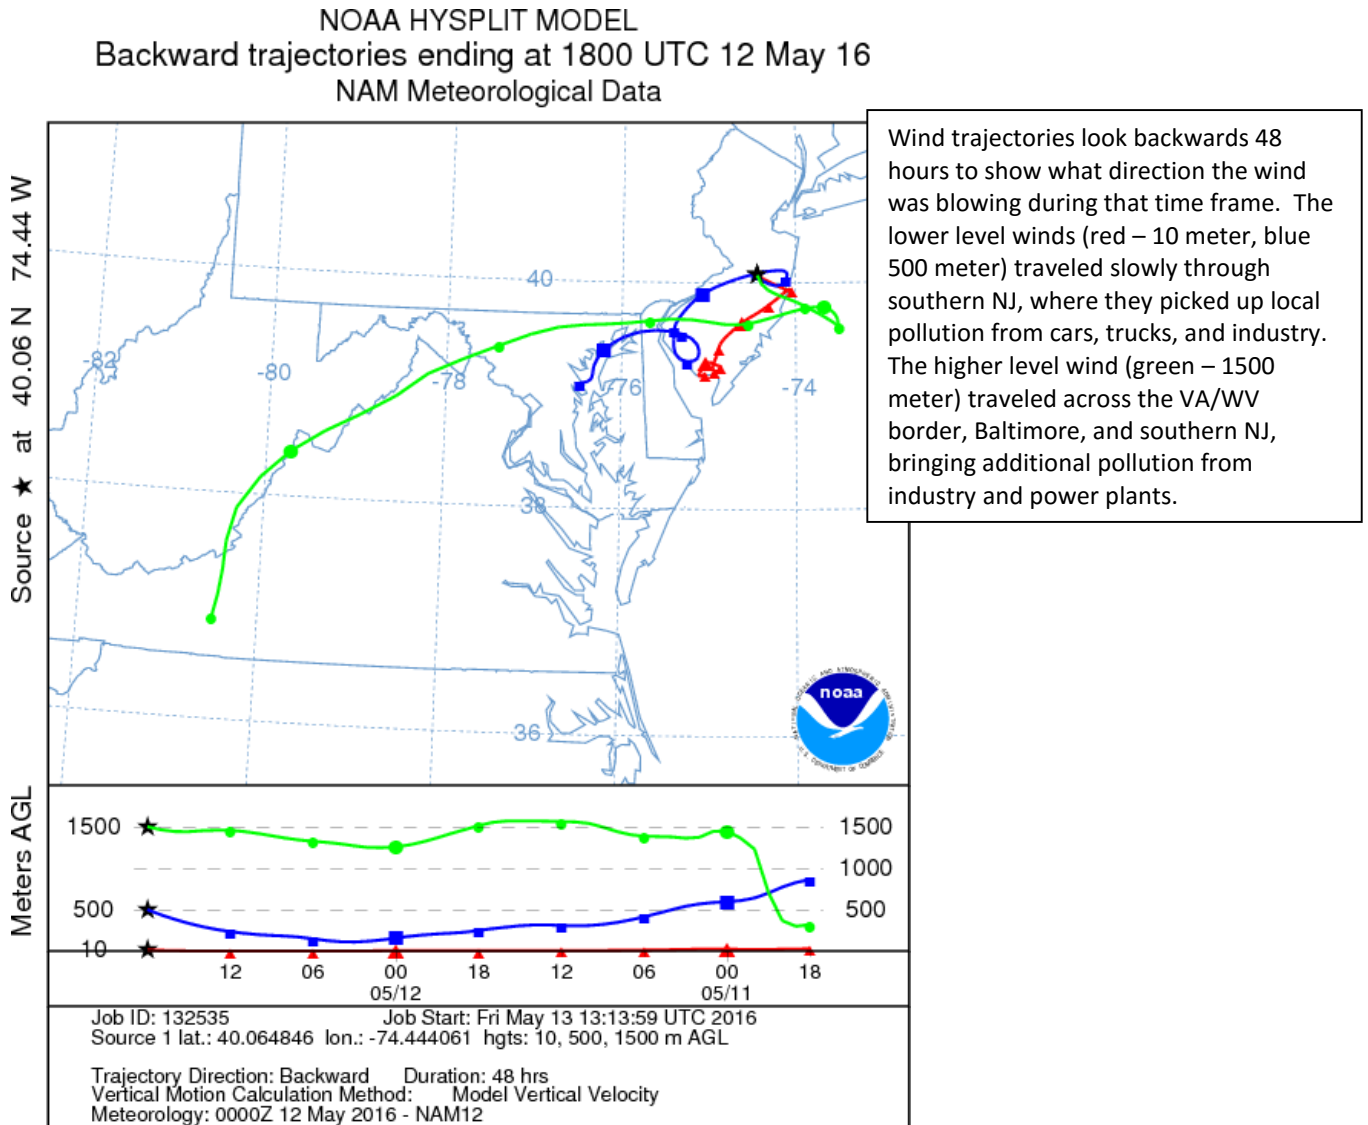 NOAA HYSPLIT MODEL
Backward trajectories ending at 1800 UTC 12 May 16
NAM Meteorological Data
Source ★ at 40.06 N 74.44 W
Wind trajectories look backwards 48
hours to show what direction the wind
was blowing during that time frame. The
lower level winds (red – 10 meter, blue
500 meter) traveled slowly through
southern NJ, where they picked up local
pollution from cars, trucks, and industry.
The higher level wind (green – 1500
meter) traveled across the VA/WV
border, Baltimore, and southern NJ,
bringing additional pollution from
industry and power plants.
40
-82
-80
-78
-76
-74
38
36
noaa
Meters AGL
1500
1500
1000
500
500
10
12 06 00 18 12 06 00 18
05/12 05/11
Job ID: 132535 Job Start: Fri May 13 13:13:59 UTC 2016
Source 1 lat.: 40.064846 lon.: -74.444061 hgts: 10, 500, 1500 m AGL
Trajectory Direction: Backward Duration: 48 hrs
Vertical Motion Calculation Method: Model Vertical Velocity
Meteorology: 0000Z 12 May 2016 - NAM12